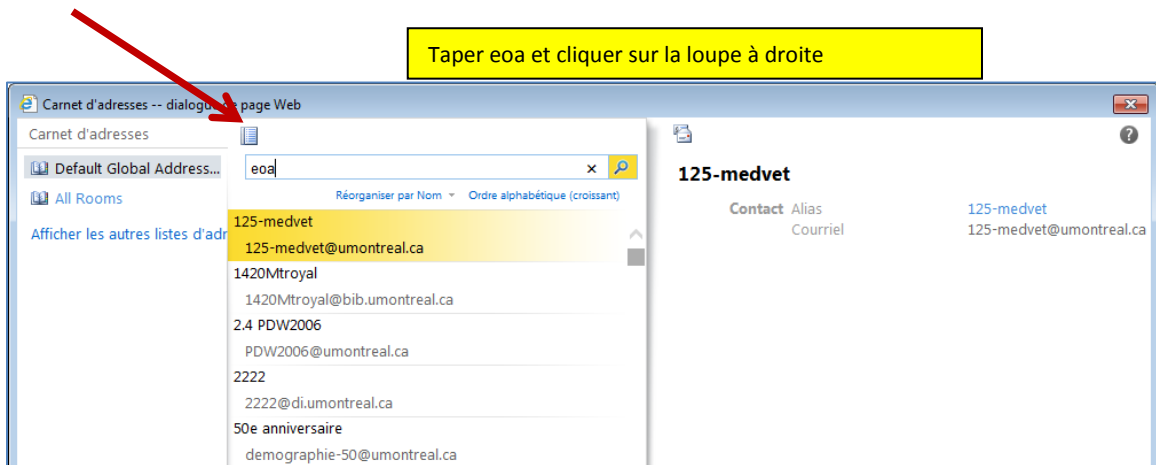 Taper eoa et cliquer sur la loupe à droite
Carnet d'adresses -- dialogue de page Web
Carnet d'adresses
Default Global Address...
All Rooms
Afficher les autres listes d'adr
eoa
Réorganiser par Nom Ordre alphabétique (croissant)
125-medvet
125-medvet@umontreal.ca
1420Mtroyal
1420Mtroyal@bib.umontreal.ca
2.4 PDW2006
PDW2006@umontreal.ca
2222
2222@di.umontreal.ca
50e anniversaire
demographie-50@umontreal.ca
125-medvet
Contact Alias 125-medvet
Courriel 125-medvet@umontreal.ca